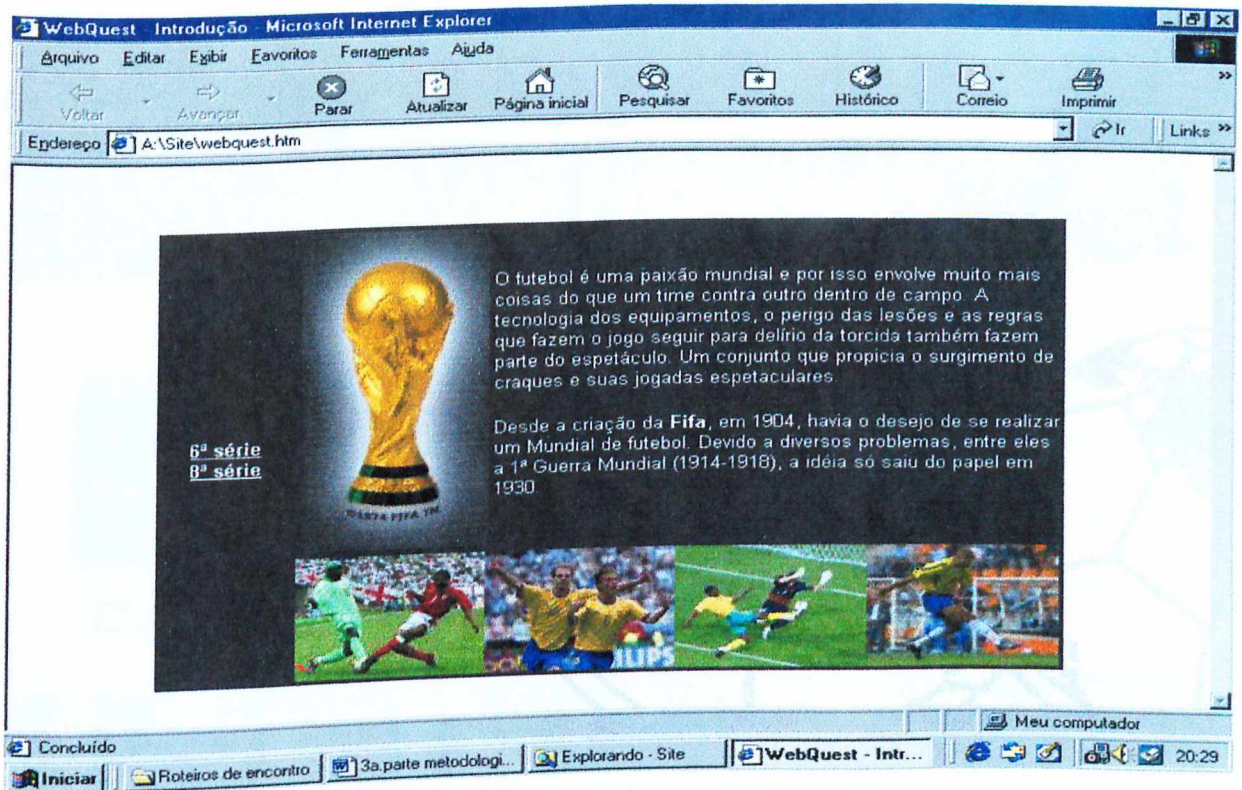 WebQuest - Introdução - Microsoft Internet Explorer
Arquivo Editar Exibir Favoritos Ferramentas Ajuda
Voltar Avançar Parar Atualizar Página inicial Pesquisar Favoritos Histórico Correio Imprimir »
Endereço A:\Site\webquest.htm Ir Links »
O futebol é uma paixão mundial e por isso envolve muito mais
coisas do que um time contra outro dentro de campo. A
tecnologia dos equipamentos, o perigo das lesões e as regras
que fazem o jogo seguir para delírio da torcida também fazem
parte do espetáculo. Um conjunto que propicia o surgimento de
craques e suas jogadas espetaculares.
Desde a criação da Fifa, em 1904, havia o desejo de se realizar
um Mundial de futebol. Devido a diversos problemas, entre eles
a 1ª Guerra Mundial (1914-1918), a idéia só saiu do papel em
1930.
6ª série
8ª série
FIFA TM
Concluído Meu computador
Iniciar Roteiros de encontro 3a.parte metodologi... Explorando - Site WebQuest - Intr... 20:29